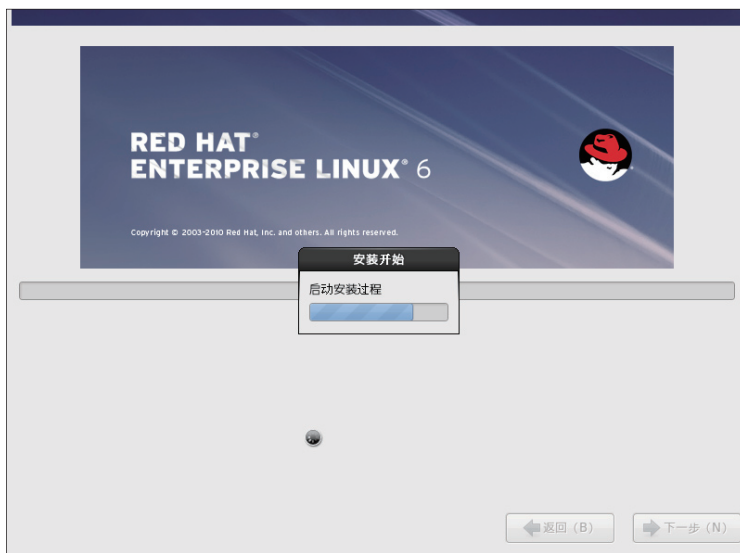 RED HAT®
ENTERPRISE LINUX® 6
Copyright © 2003-2010 Red Hat, Inc. and others. All rights reserved.
安装开始
启动安装过程
返回（B）
下一步（N）